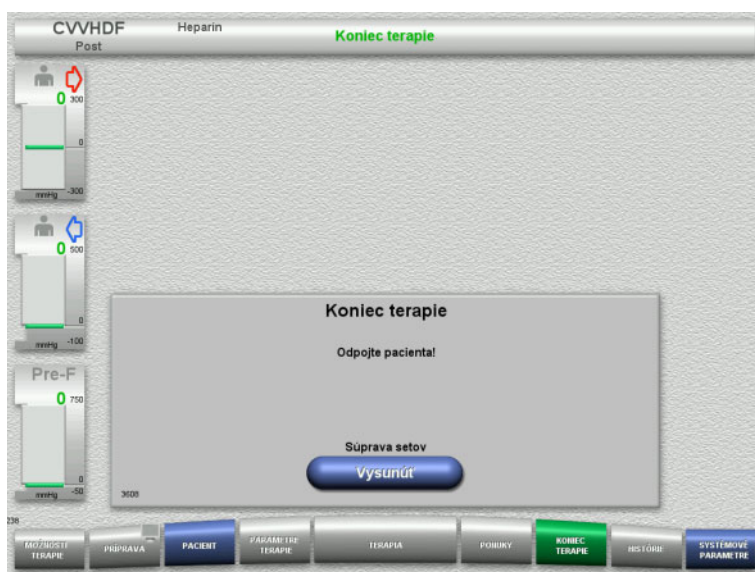 CVVHDF
Post
Heparin
Koniec terapie
0
300
0
mmHg
-300
0
500
0
mmHg
-100
Pre-F
0
750
0
mmHg
-50
Koniec terapie
Odpojte pacienta!
Súprava setov
Vysunúť
3608
238
MOŽNOSTI
TERAPIE
PRÍPRAVA
PACIENT
PARAMETRE
TERAPIE
TERAPIA
PONUKY
KONIEC
TERAPIE
HISTÓRIE
SYSTÉMOVÉ
PARAMETRE